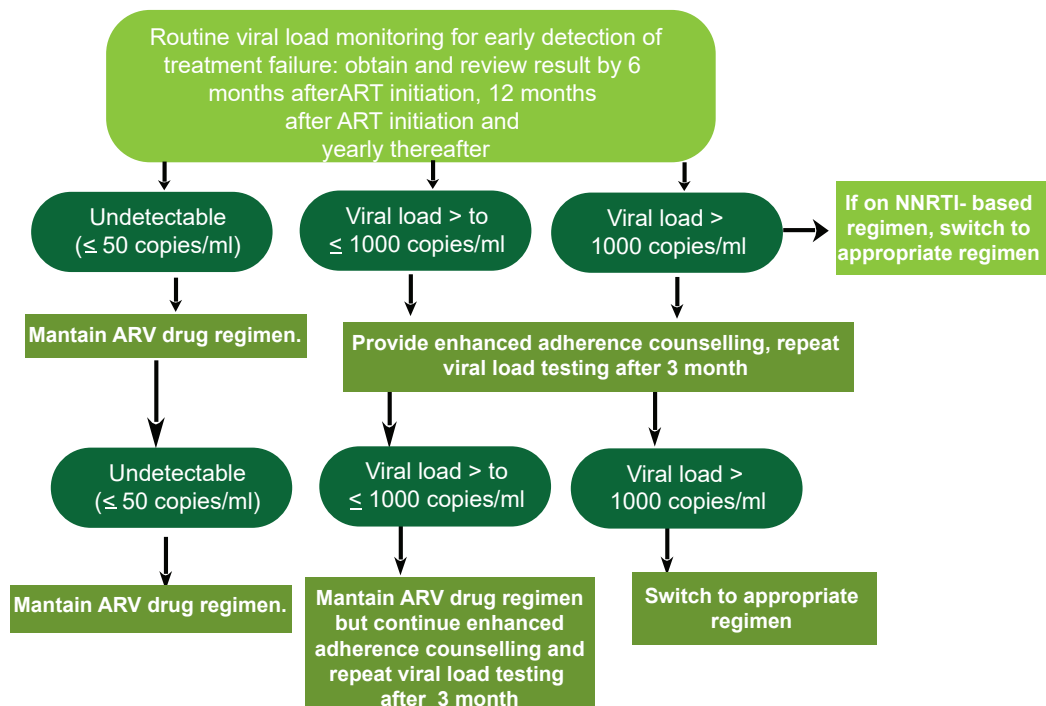 Routine viral load monitoring for early detection of
treatment failure: obtain and review result by 6
months afterART initiation, 12 months
after ART initiation and
yearly thereafter
Undetectable
(≤ 50 copies/ml)
Viral load > to
≤ 1000 copies/ml
Viral load >
1000 copies/ml
If on NNRTI- based
regimen, switch to
appropriate regimen
Mantain ARV drug regimen.
Provide enhanced adherence counselling, repeat
viral load testing after 3 month
Undetectable
(≤ 50 copies/ml)
Viral load > to
≤ 1000 copies/ml
Viral load >
1000 copies/ml
Mantain ARV drug regimen.
Mantain ARV drug regimen
but continue enhanced
adherence counselling and
repeat viral load testing
after 3 month
Switch to appropriate
regimen